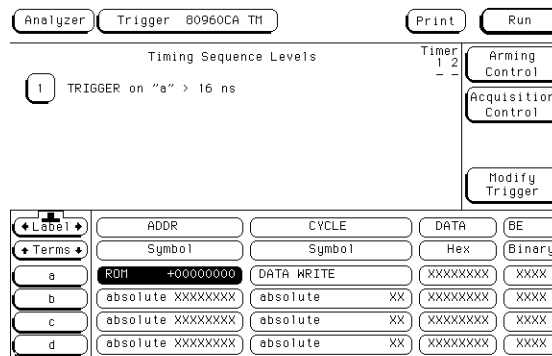 Analyzer Trigger 80960CA TM Print Run
Timing Sequence Levels
Timer
1 2
- -
Arming
Control
1 TRIGGER on "a" > 16 ns
Acquisition
Control
Modify
Trigger
Label ADDR CYCLE DATA BE
Terms Symbol Symbol Hex Binary
a ROM +00000000 DATA WRITE XXXXXXXX XXXX
b absolute XXXXXXXX absolute XX XXXXXXXX XXXX
c absolute XXXXXXXX absolute XX XXXXXXXX XXXX
d absolute XXXXXXXX absolute XX XXXXXXXX XXXX